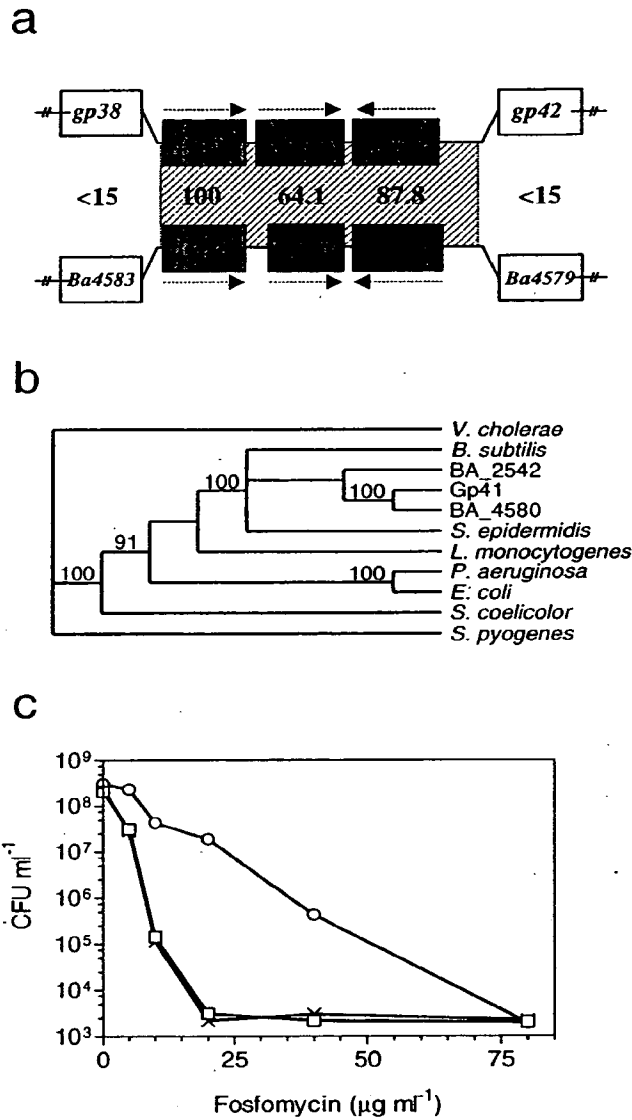 a
gp38
gp42
<15
100
64.1
87.8
<15
Ba4583
Ba4579
b
V. cholerae
B. subtilis
BA_2542
100
Gp41
100
BA_4580
S. epidermidis
91
L. monocytogenes
P. aeruginosa
100
100
E. coli
S. coelicolor
S. pyogenes
c
10⁹
10⁸
10⁷
10⁶
10⁵
10⁴
10³
CFU ml⁻¹
0 25 50 75
Fosfomycin (μg ml⁻¹)